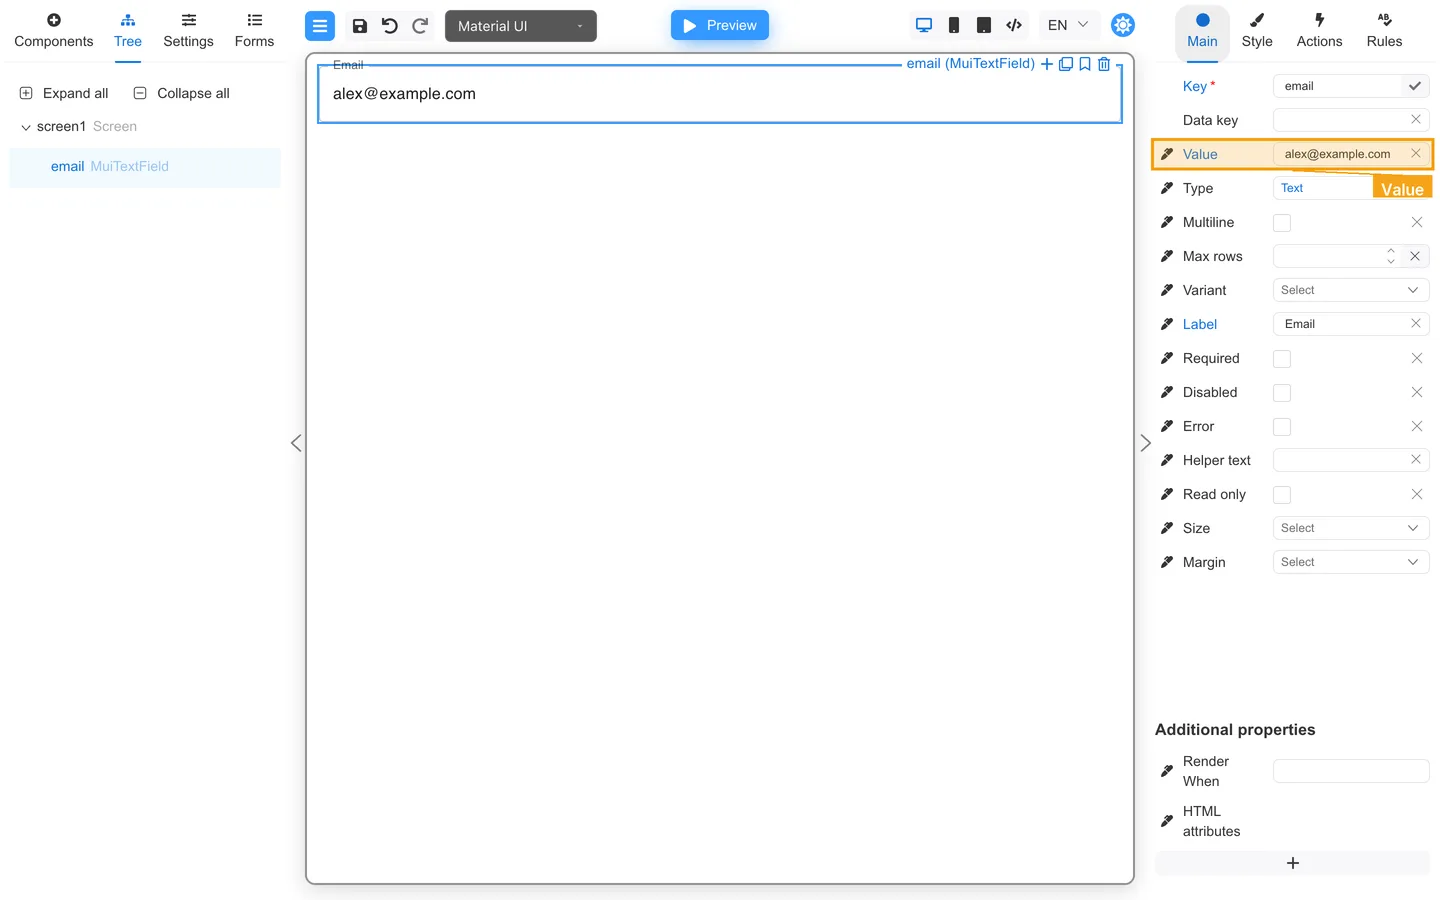 Components
Tree
Settings
Forms
Material UI
Preview
EN
Main
Style
Actions
Rules
Expand all
Collapse all
screen1 Screen
email MuiTextField
Email
email (MuiTextField)
alex@example.com
Key *
email
Data key
Value
alex@example.com
Type
Text
Value
Multiline
Max rows
Variant
Select
Label
Email
Required
Disabled
Error
Helper text
Read only
Size
Select
Margin
Select
Additional properties
Render
When
HTML
attributes